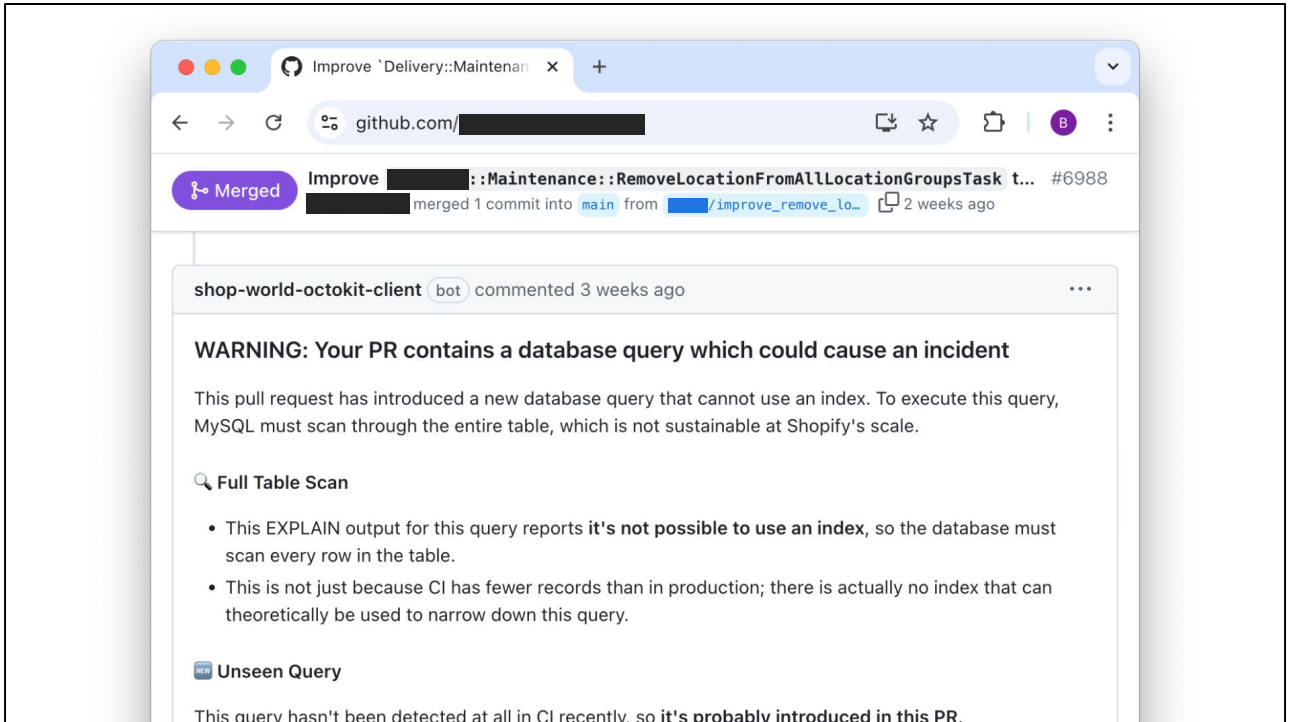 Improve `Delivery::Maintenan
github.com/
B
Merged
Improve ::Maintenance::RemoveLocationFromAllLocationGroupsTask t... #6988
merged 1 commit into main from /improve_remove_lo… 2 weeks ago
shop-world-octokit-client bot commented 3 weeks ago
WARNING: Your PR contains a database query which could cause an incident
This pull request has introduced a new database query that cannot use an index. To execute this query,
MySQL must scan through the entire table, which is not sustainable at Shopify's scale.
🔍 Full Table Scan
• This EXPLAIN output for this query reports it's not possible to use an index, so the database must
scan every row in the table.
• This is not just because CI has fewer records than in production; there is actually no index that can
theoretically be used to narrow down this query.
🆕 Unseen Query
This query hasn't been detected at all in CI recently, so it's probably introduced in this PR.